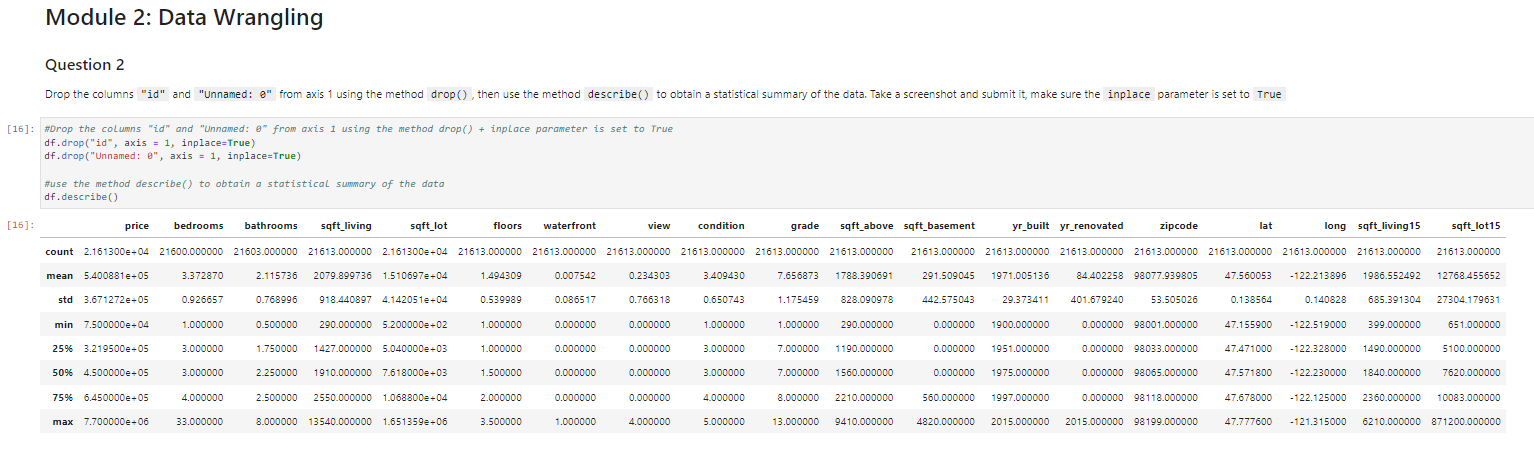 Module 2: Data Wrangling
Question 2
Drop the columns "id" and "Unnamed: 0" from axis 1 using the method drop(), then use the method describe() to obtain a statistical summary of the data. Take a screenshot and submit it, make sure the inplace parameter is set to True
[16]: #Drop the columns "id" and "Unnamed: 0" from axis 1 using the method drop() + inplace parameter is set to True
df.drop("id", axis = 1, inplace=True)
df.drop("Unnamed: 0", axis = 1, inplace=True)
#use the method describe() to obtain a statistical summary of the data
df.describe()
[16]: price bedrooms bathrooms sqft_living sqft_lot floors waterfront view condition grade sqft_above sqft_basement yr_built yr_renovated zipcode lat long sqft_living15 sqft_lot15
count 2.161300e+04 21600.000000 21603.000000 21613.000000 2.161300e+04 21613.000000 21613.000000 21613.000000 21613.000000 21613.000000 21613.000000 21613.000000 21613.000000 21613.000000 21613.000000 21613.000000 21613.000000 21613.000000 21613.000000
mean 5.400881e+05 3.372870 2.115736 2079.899736 1.510697e+04 1.494309 0.007542 0.234303 3.409430 7.656873 1788.390691 291.509045 1971.005136 84.402258 98077.939805 47.560053 -122.213896 1986.552492 12768.455652
std 3.671272e+05 0.926657 0.768996 918.440897 4.142051e+04 0.539989 0.086517 0.766318 0.650743 1.175459 828.090978 442.575043 29.373411 401.679240 53.505026 0.138564 0.140828 685.391304 27304.179631
min 7.500000e+04 1.000000 0.500000 290.000000 5.200000e+02 1.000000 0.000000 0.000000 1.000000 1.000000 290.000000 0.000000 1900.000000 0.000000 98001.000000 47.155900 -122.519000 399.000000 651.000000
25% 3.219500e+05 3.000000 1.750000 1427.000000 5.040000e+03 1.000000 0.000000 0.000000 3.000000 7.000000 1190.000000 0.000000 1951.000000 0.000000 98033.000000 47.471000 -122.328000 1490.000000 5100.000000
50% 4.500000e+05 3.000000 2.250000 1910.000000 7.618000e+03 1.500000 0.000000 0.000000 3.000000 7.000000 1560.000000 0.000000 1975.000000 0.000000 98065.000000 47.571800 -122.230000 1840.000000 7620.000000
75% 6.450000e+05 4.000000 2.500000 2550.000000 1.068800e+04 2.000000 0.000000 0.000000 4.000000 8.000000 2210.000000 560.000000 1997.000000 0.000000 98118.000000 47.678000 -122.125000 2360.000000 10083.000000
max 7.700000e+06 33.000000 8.000000 13540.000000 1.651359e+06 3.500000 1.000000 4.000000 5.000000 13.000000 9410.000000 4820.000000 2015.000000 2015.000000 98199.000000 47.777600 -121.315000 6210.000000 871200.000000